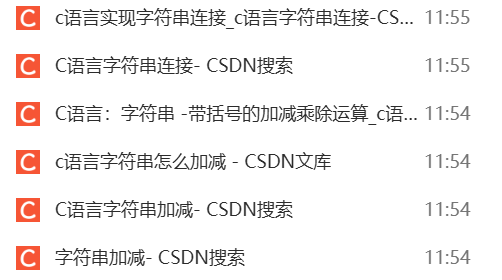 c语言实现字符串连接_c语言字符串连接-CS... 11:55
C语言字符串连接- CSDN搜索 11:55
C语言：字符串 -带括号的加减乘除运算_c语... 11:54
c语言字符串怎么加减 - CSDN文库 11:54
C语言字符串加减- CSDN搜索 11:54
字符串加减- CSDN搜索 11:54